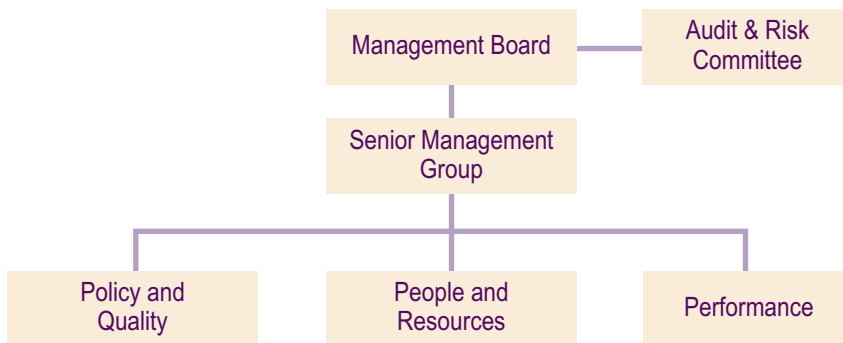 Management Board
Audit & Risk
Committee
Senior Management
Group
Policy and
Quality
People and
Resources
Performance